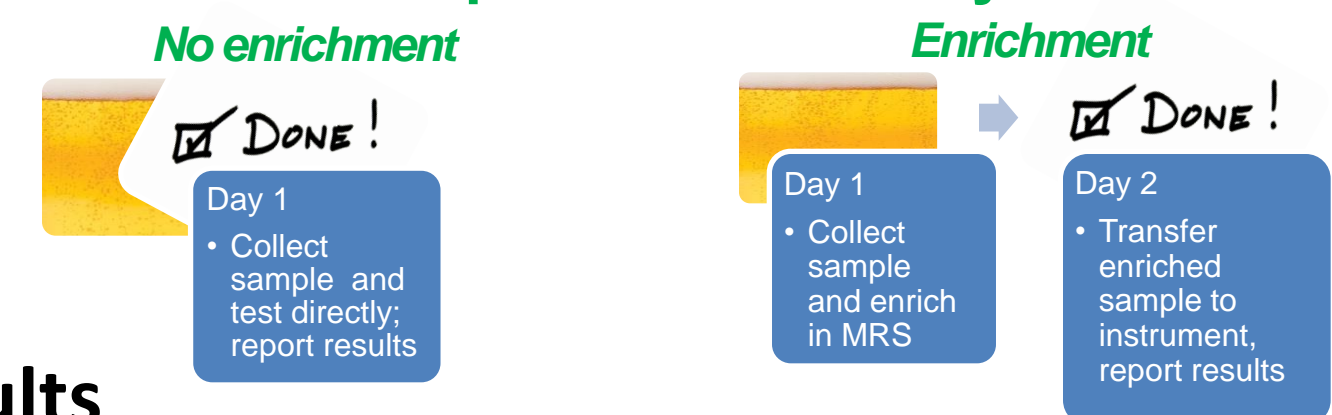 No enrichment
DONE!
Day 1
• Collect
sample and
test directly;
report results
Enrichment
DONE!
Day 1
• Collect
sample
and enrich
in MRS
Day 2
• Transfer
enriched
sample to
instrument,
report results